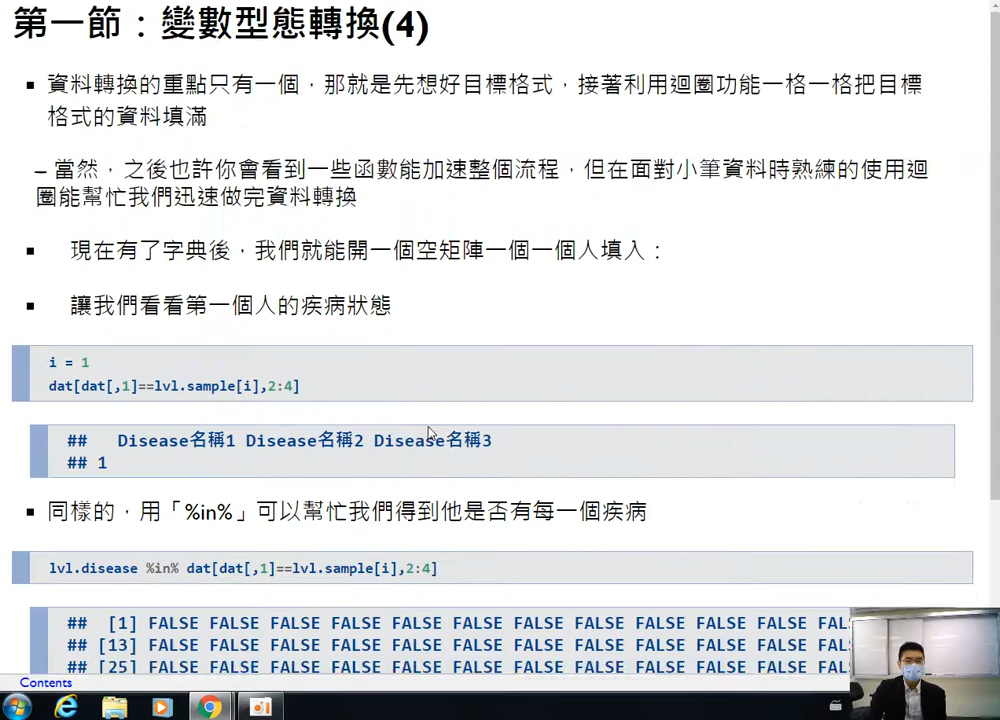 第一節：變數型態轉換(4)
▪ 資料轉換的重點只有一個，那就是先想好目標格式，接著利用迴圈功能一格一格把目標
格式的資料填滿
– 當然，之後也許你會看到一些函數能加速整個流程，但在面對小筆資料時熟練的使用迴
圈能幫忙我們迅速做完資料轉換
▪ 現在有了字典後，我們就能開一個空矩陣一個一個人填入：
▪ 讓我們看看第一個人的疾病狀態
i = 1
dat[dat[,1]==lvl.sample[i],2:4]
##   Disease名稱1 Disease名稱2 Disease名稱3
## 1
▪ 同樣的，用「%in%」可以幫忙我們得到他是否有每一個疾病
lvl.disease %in% dat[dat[,1]==lvl.sample[i],2:4]
##  [1] FALSE FALSE FALSE FALSE FALSE FALSE FALSE FALSE FALSE FALSE FALSE FAL
## [13] FALSE FALSE FALSE FALSE FALSE FALSE FALSE FALSE FALSE FALSE FALSE FAL
## [25] FALSE FALSE FALSE FALSE FALSE FALSE FALSE FALSE FALSE FALSE FALSE FAL
Contents